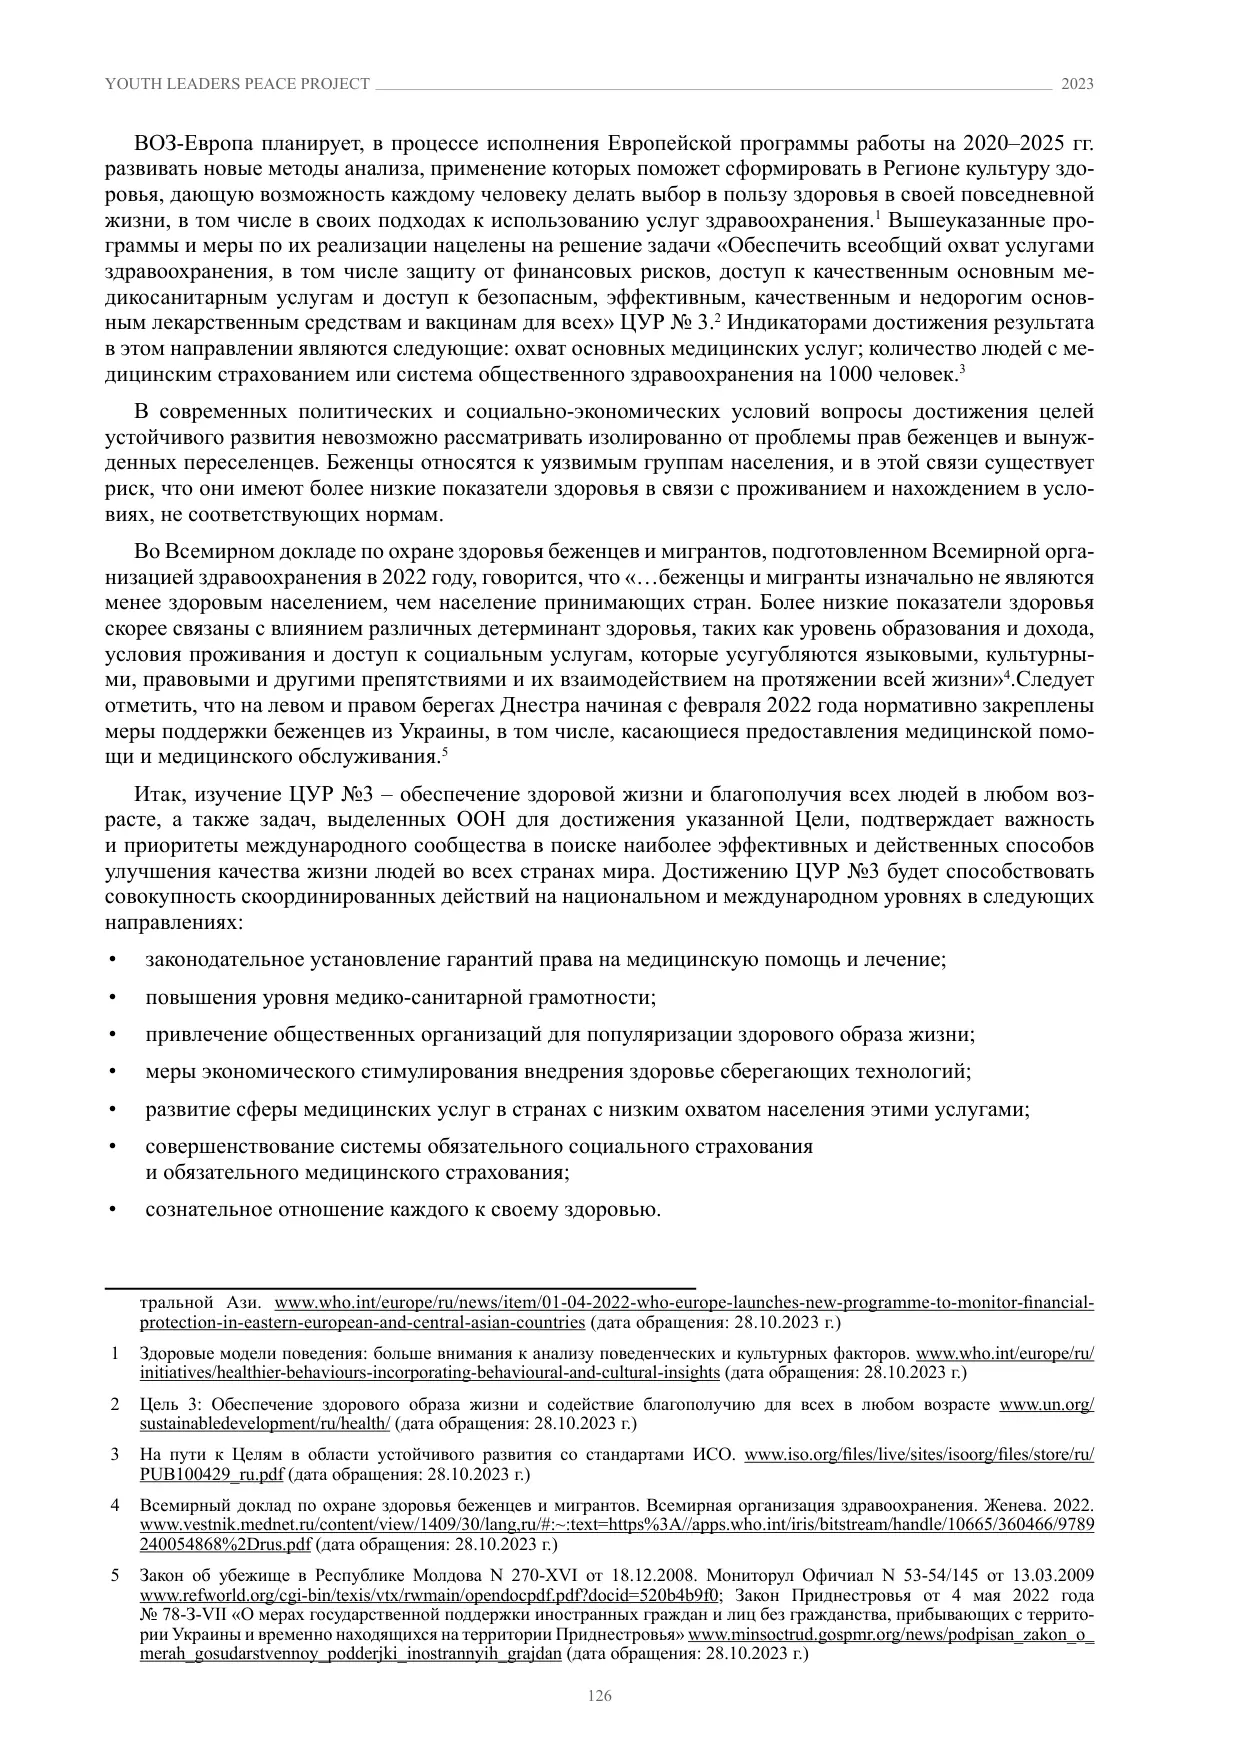 YOUTH LEADERS PEACE PROJECT 2023
ВОЗ-Европа планирует, в процессе исполнения Европейской программы работы на 2020–2025 гг.
развивать новые методы анализа, применение которых поможет сформировать в Регионе культуру здо-
ровья, дающую возможность каждому человеку делать выбор в пользу здоровья в своей повседневной
жизни, в том числе в своих подходах к использованию услуг здравоохранения.1 Вышеуказанные про-
граммы и меры по их реализации нацелены на решение задачи «Обеспечить всеобщий охват услугами
здравоохранения, в том числе защиту от финансовых рисков, доступ к качественным основным ме-
дикосанитарным услугам и доступ к безопасным, эффективным, качественным и недорогим основ-
ным лекарственным средствам и вакцинам для всех» ЦУР № 3.2 Индикаторами достижения результата
в этом направлении являются следующие: охват основных медицинских услуг; количество людей с ме-
дицинским страхованием или система общественного здравоохранения на 1000 человек.3
В современных политических и социально-экономических условий вопросы достижения целей
устойчивого развития невозможно рассматривать изолированно от проблемы прав беженцев и вынуж-
денных переселенцев. Беженцы относятся к уязвимым группам населения, и в этой связи существует
риск, что они имеют более низкие показатели здоровья в связи с проживанием и нахождением в усло-
виях, не соответствующих нормам.
Во Всемирном докладе по охране здоровья беженцев и мигрантов, подготовленном Всемирной орга-
низацией здравоохранения в 2022 году, говорится, что «…беженцы и мигранты изначально не являются
менее здоровым населением, чем население принимающих стран. Более низкие показатели здоровья
скорее связаны с влиянием различных детерминант здоровья, таких как уровень образования и дохода,
условия проживания и доступ к социальным услугам, которые усугубляются языковыми, культурны-
ми, правовыми и другими препятствиями и их взаимодействием на протяжении всей жизни»4.Следует
отметить, что на левом и правом берегах Днестра начиная с февраля 2022 года нормативно закреплены
меры поддержки беженцев из Украины, в том числе, касающиеся предоставления медицинской помо-
щи и медицинского обслуживания.5
Итак, изучение ЦУР №3 – обеспечение здоровой жизни и благополучия всех людей в любом воз-
расте, а также задач, выделенных ООН для достижения указанной Цели, подтверждает важность
и приоритеты международного сообщества в поиске наиболее эффективных и действенных способов
улучшения качества жизни людей во всех странах мира. Достижению ЦУР №3 будет способствовать
совокупность скоординированных действий на национальном и международном уровнях в следующих
направлениях:
• законодательное установление гарантий права на медицинскую помощь и лечение;
• повышения уровня медико-санитарной грамотности;
• привлечение общественных организаций для популяризации здорового образа жизни;
• меры экономического стимулирования внедрения здоровье сберегающих технологий;
• развитие сферы медицинских услуг в странах с низким охватом населения этими услугами;
• совершенствование системы обязательного социального страхования
и обязательного медицинского страхования;
• сознательное отношение каждого к своему здоровью.
тральной Ази. www.who.int/europe/ru/news/item/01-04-2022-who-europe-launches-new-programme-to-monitor-financial-
protection-in-eastern-european-and-central-asian-countries (дата обращения: 28.10.2023 г.)
1 Здоровые модели поведения: больше внимания к анализу поведенческих и культурных факторов. www.who.int/europe/ru/
initiatives/healthier-behaviours-incorporating-behavioural-and-cultural-insights (дата обращения: 28.10.2023 г.)
2 Цель 3: Обеспечение здорового образа жизни и содействие благополучию для всех в любом возрасте www.un.org/
sustainabledevelopment/ru/health/ (дата обращения: 28.10.2023 г.)
3 На пути к Целям в области устойчивого развития со стандартами ИСО. www.iso.org/files/live/sites/isoorg/files/store/ru/
PUB100429_ru.pdf (дата обращения: 28.10.2023 г.)
4 Всемирный доклад по охране здоровья беженцев и мигрантов. Всемирная организация здравоохранения. Женева. 2022.
www.vestnik.mednet.ru/content/view/1409/30/lang,ru/#:~:text=https%3A//apps.who.int/iris/bitstream/handle/10665/360466/9789
240054868%2Drus.pdf (дата обращения: 28.10.2023 г.)
5 Закон об убежище в Республике Молдова N 270-XVI от 18.12.2008. Мониторул Офичиал N 53-54/145 от 13.03.2009
www.refworld.org/cgi-bin/texis/vtx/rwmain/opendocpdf.pdf?docid=520b4b9f0; Закон Приднестровья от 4 мая 2022 года
№ 78-З-VII «О мерах государственной поддержки иностранных граждан и лиц без гражданства, прибывающих с террито-
рии Украины и временно находящихся на территории Приднестровья» www.minsoctrud.gospmr.org/news/podpisan_zakon_o_
merah_gosudarstvennoy_podderjki_inostrannyih_grajdan (дата обращения: 28.10.2023 г.)
126